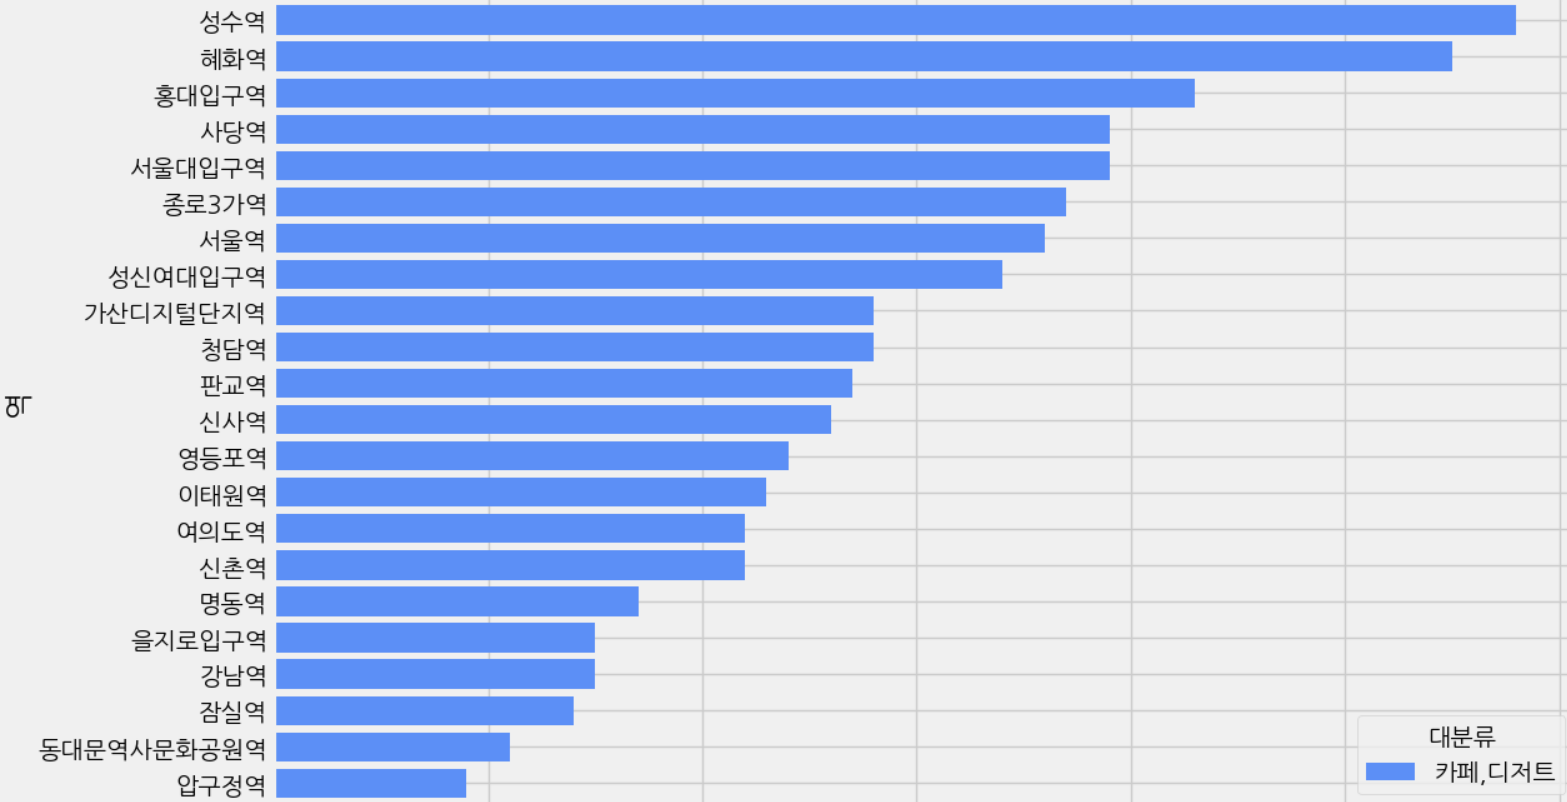 성수역
혜화역
홍대입구역
사당역
서울대입구역
종로3가역
서울역
성신여대입구역
가산디지털단지역
청담역
판교역
신사역
영등포역
이태원역
여의도역
신촌역
명동역
을지로입구역
강남역
잠실역
동대문역사문화공원역
압구정역
역
대분류
카페,디저트